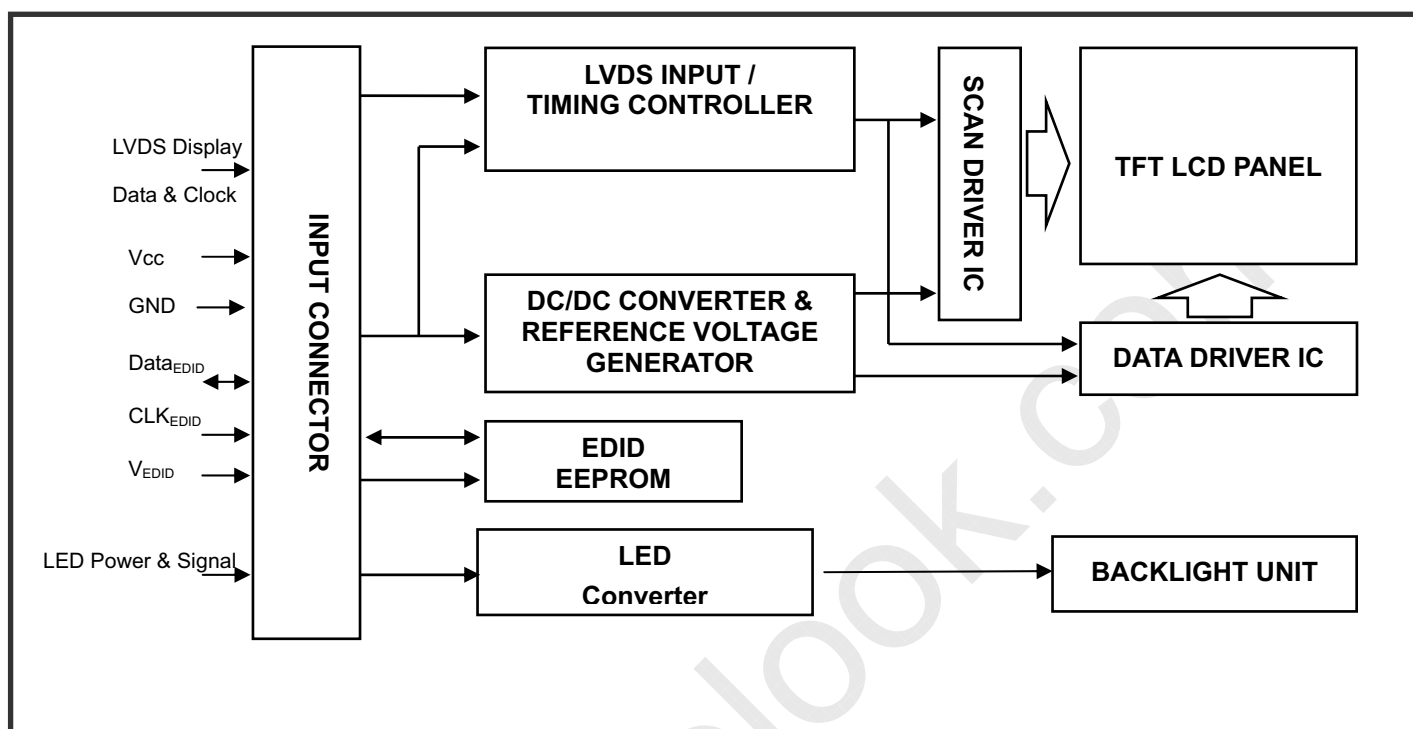 LVDS Display
Data & Clock
Vcc
GND
DataEDID
CLKEDID
VEDID
LED Power & Signal
INPUT CONNECTOR
LVDS INPUT /
TIMING CONTROLLER
DC/DC CONVERTER &
REFERENCE VOLTAGE
GENERATOR
EDID
EEPROM
LED
Converter
SCAN DRIVER IC
TFT LCD PANEL
DATA DRIVER IC
BACKLIGHT UNIT